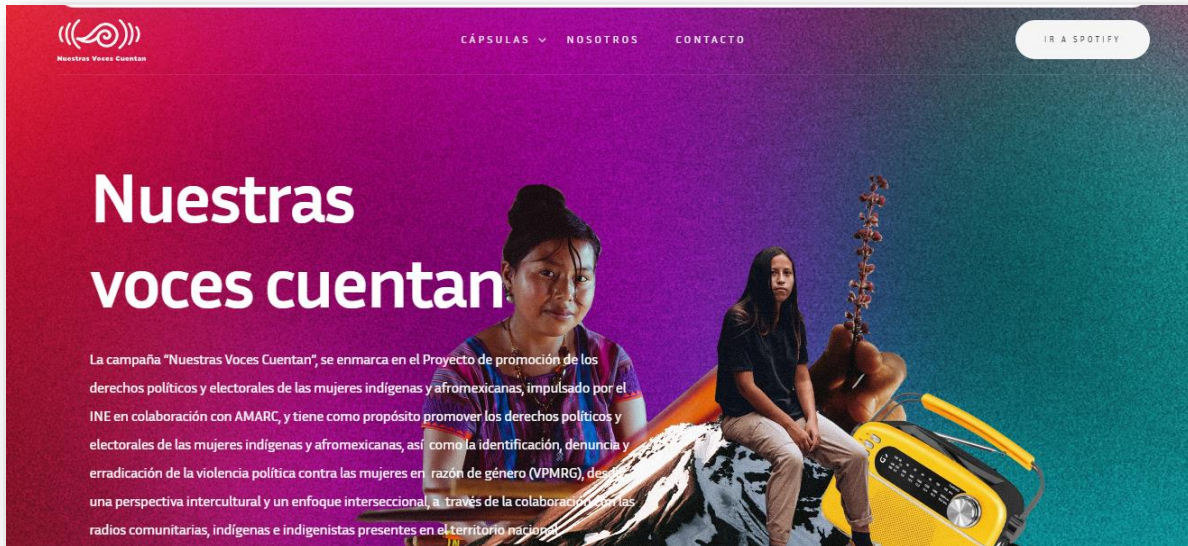 Nuestras Voces Cuentan
CÁPSULAS
NOSOTROS
CONTACTO
IR A SPOTIFY
Nuestras
voces cuentan
La campaña “Nuestras Voces Cuentan”, se enmarca en el Proyecto de promoción de los
derechos políticos y electorales de las mujeres indígenas y afromexicanas, impulsado por el
INE en colaboración con AMARC, y tiene como propósito promover los derechos políticos y
electorales de las mujeres indígenas y afromexicanas, así como la identificación, denuncia y
erradicación de la violencia política contra las mujeres en razón de género (VPMRG), desde
una perspectiva intercultural y un enfoque interseccional, a través de la colaboración con las
radios comunitarias, indígenas e indigenistas presentes en el territorio nacional.